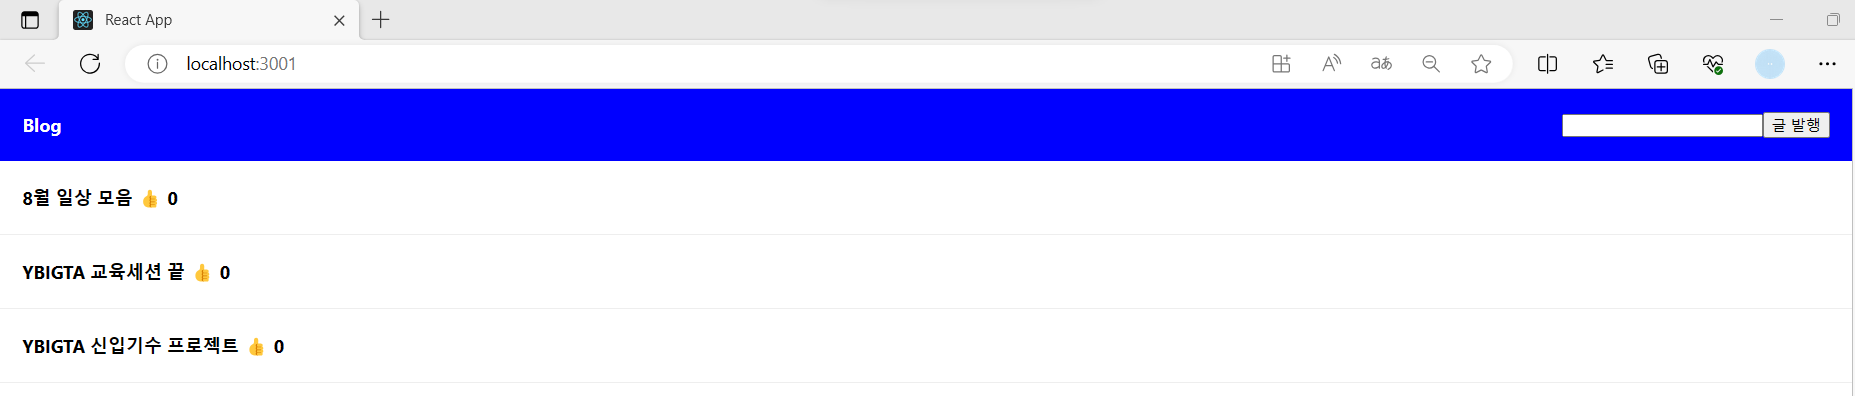 React App
localhost:3001
Blog
글 발행
8월 일상 모음 👍 0
YBIGTA 교육세션 끝 👍 0
YBIGTA 신입기수 프로젝트 👍 0